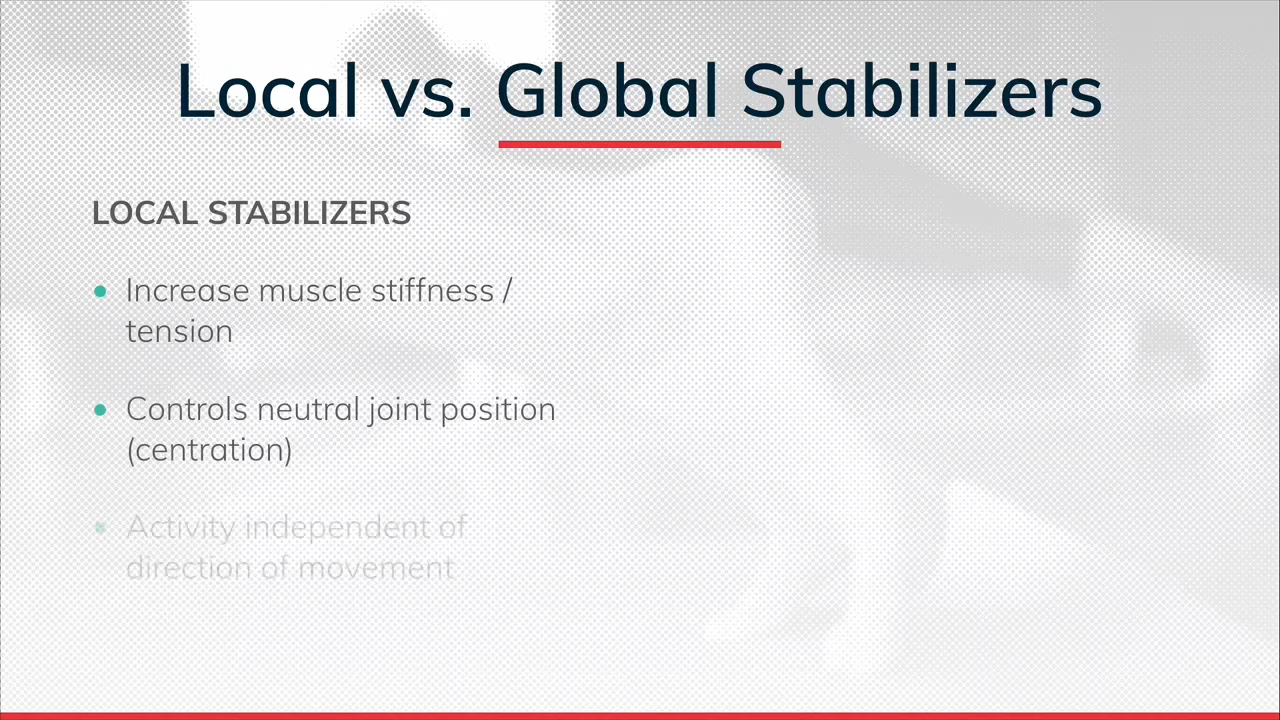 Local vs. Global Stabilizers
LOCAL STABILIZERS
• Increase muscle stiffness /
tension
• Controls neutral joint position
(centration)
• Activity independent of
direction of movement